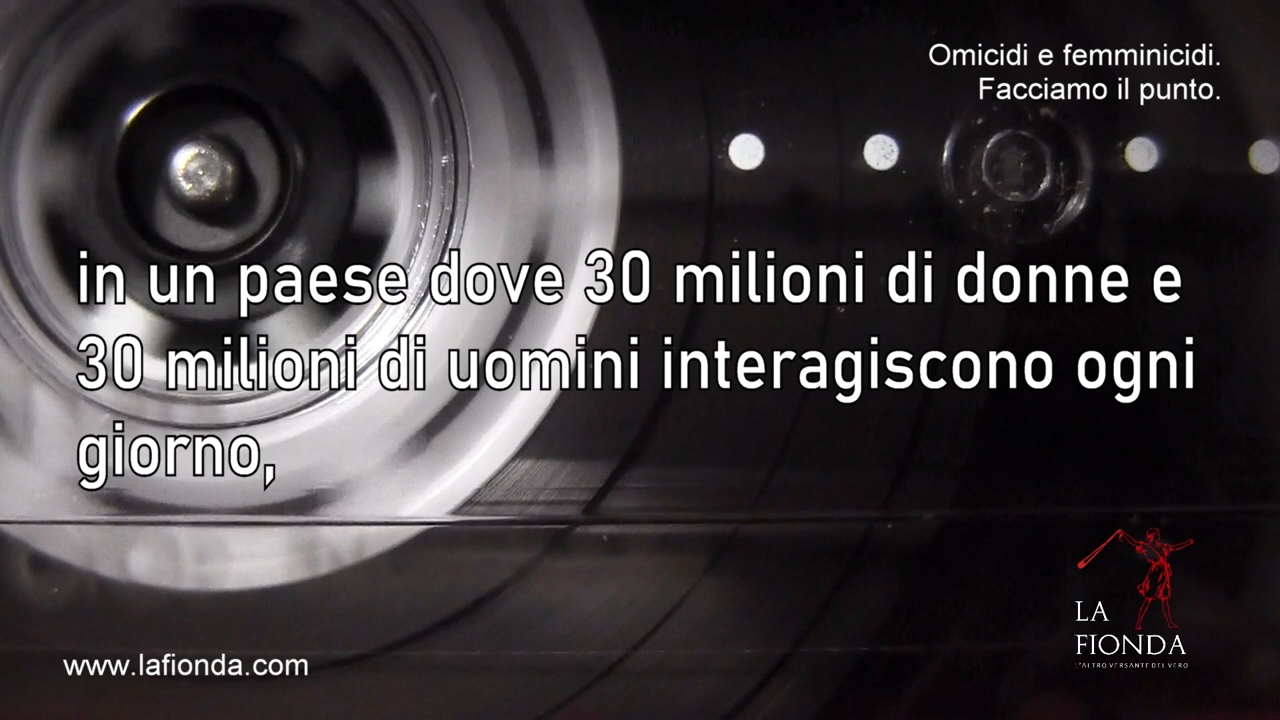 Omicidi e femminicidi.
Facciamo il punto.
in un paese dove 30 milioni di donne e
30 milioni di uomini interagiscono ogni
giorno,
LA
FIONDA
L'ALTRO VERSANTE DEL VERO
www.lafionda.com